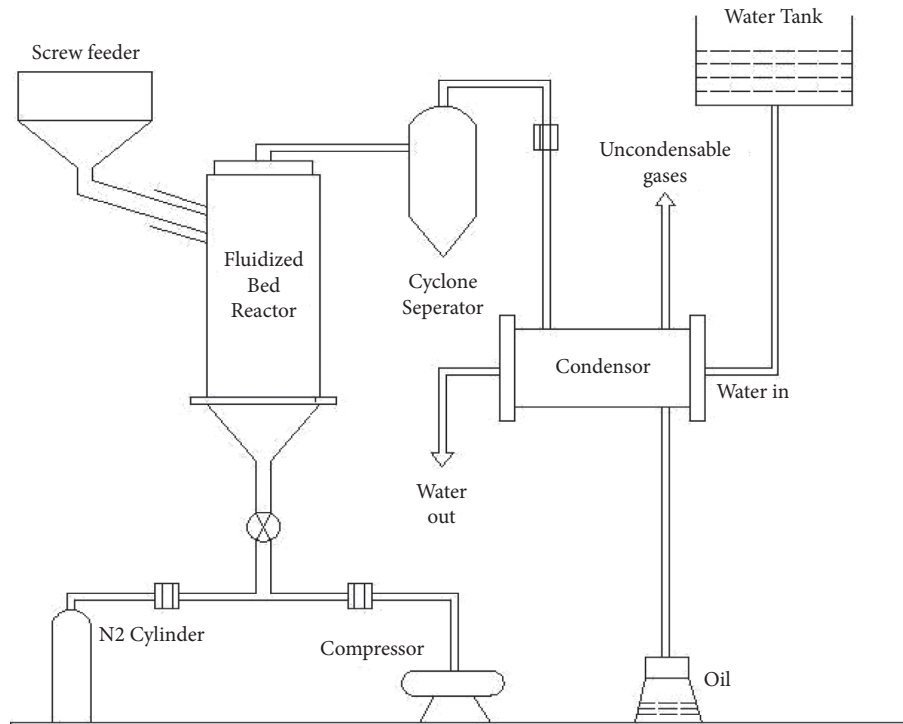 Water Tank
Screw feeder
Uncondensable
gases
Fluidized
Bed
Reactor
Cyclone
Seperator
Condensor
Water in
Water
out
N2 Cylinder
Compressor
Oil